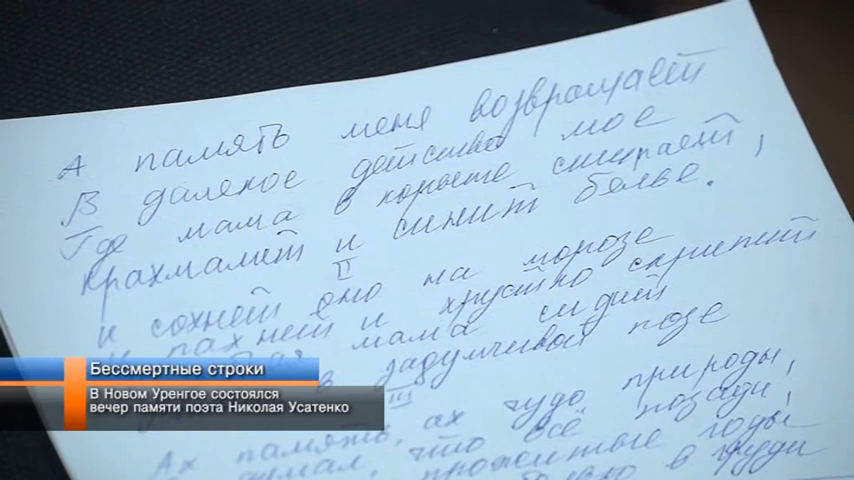 А память меня возвращает
В далекое детство мое
Где мама в корыте стирает,
Крахмалит и синит белье.
II
И сохнет оно на морозе
И пахнет и хрустко скрипит
мама сидит
в задумчивой позе
III
Ах память, ах чудо природы,
думал, что всё позади,
прожитые годы
в груди
Бессмертные строки
В Новом Уренгое состоялся
вечер памяти поэта Николая Усатенко